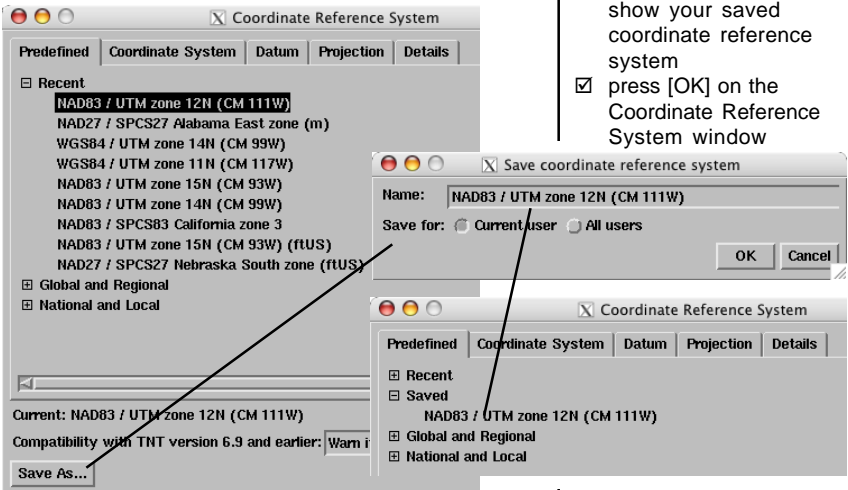 Coordinate Reference System
Predefined Coordinate System Datum Projection Details
Recent
NAD83 / UTM zone 12N (CM 111W)
NAD27 / SPCS27 Alabama East zone (m)
WGS84 / UTM zone 14N (CM 99W)
WGS84 / UTM zone 11N (CM 117W)
NAD83 / UTM zone 15N (CM 93W)
NAD83 / UTM zone 14N (CM 99W)
NAD83 / SPCS83 California zone 3
NAD83 / UTM zone 15N (CM 93W) (ftUS)
NAD27 / SPCS27 Nebraska South zone (ftUS)
Global and Regional
National and Local
Current: NAD83 / UTM zone 12N (CM 111W)
Compatibility with TNT version 6.9 and earlier: Warn
Save As...
show your saved
coordinate reference
system
☑ press [OK] on the
Coordinate Reference
System window
Save coordinate reference system
Name: NAD83 / UTM zone 12N (CM 111W)
Save for: Current user All users
OK Cancel
Coordinate Reference System
Predefined Coordinate System Datum Projection Details
Recent
Saved
NAD83 / UTM zone 12N (CM 111W)
Global and Regional
National and Local